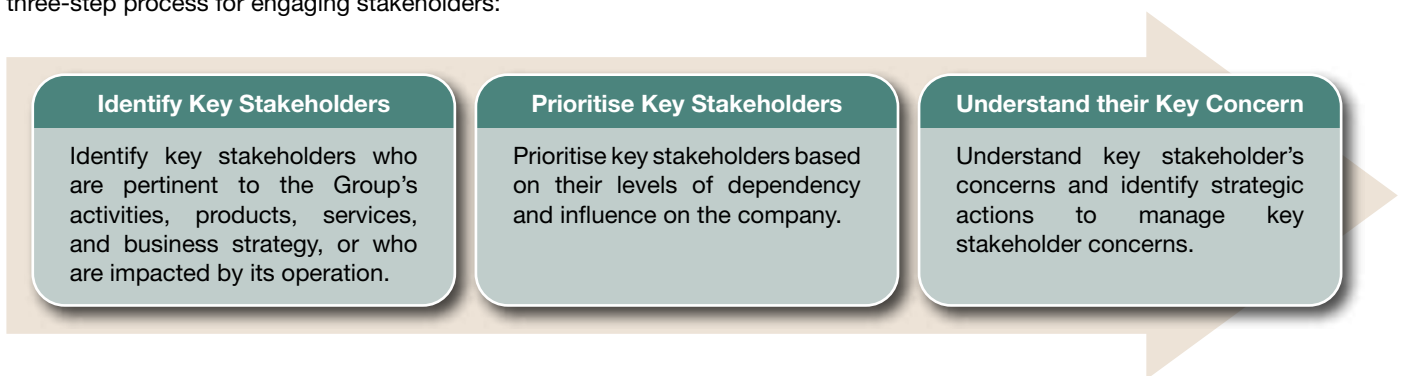 three-step process for engaging stakeholders:
Identify Key Stakeholders
Identify key stakeholders who
are pertinent to the Group's
activities, products, services,
and business strategy, or who
are impacted by its operation.
Prioritise Key Stakeholders
Prioritise key stakeholders based
on their levels of dependency
and influence on the company.
Understand their Key Concern
Understand key stakeholder's
concerns and identify strategic
actions to manage key
stakeholder concerns.